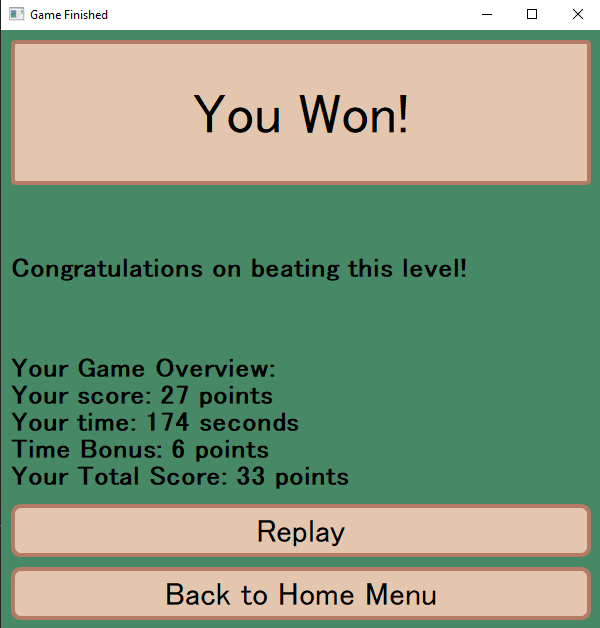 Game Finished
You Won!
Congratulations on beating this level!
Your Game Overview:
Your score: 27 points
Your time: 174 seconds
Time Bonus: 6 points
Your Total Score: 33 points
Replay
Back to Home Menu